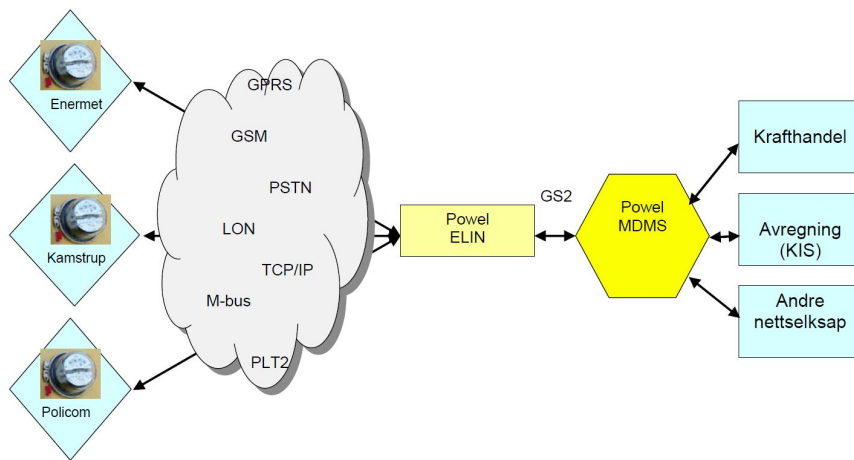 Enermet
Kamstrup
Policom
GPRS
GSM
PSTN
LON
TCP/IP
M-bus
PLT2
Powel
ELIN
GS2
Powel
MDMS
Krafthandel
Avregning
(KIS)
Andre
nettselksap